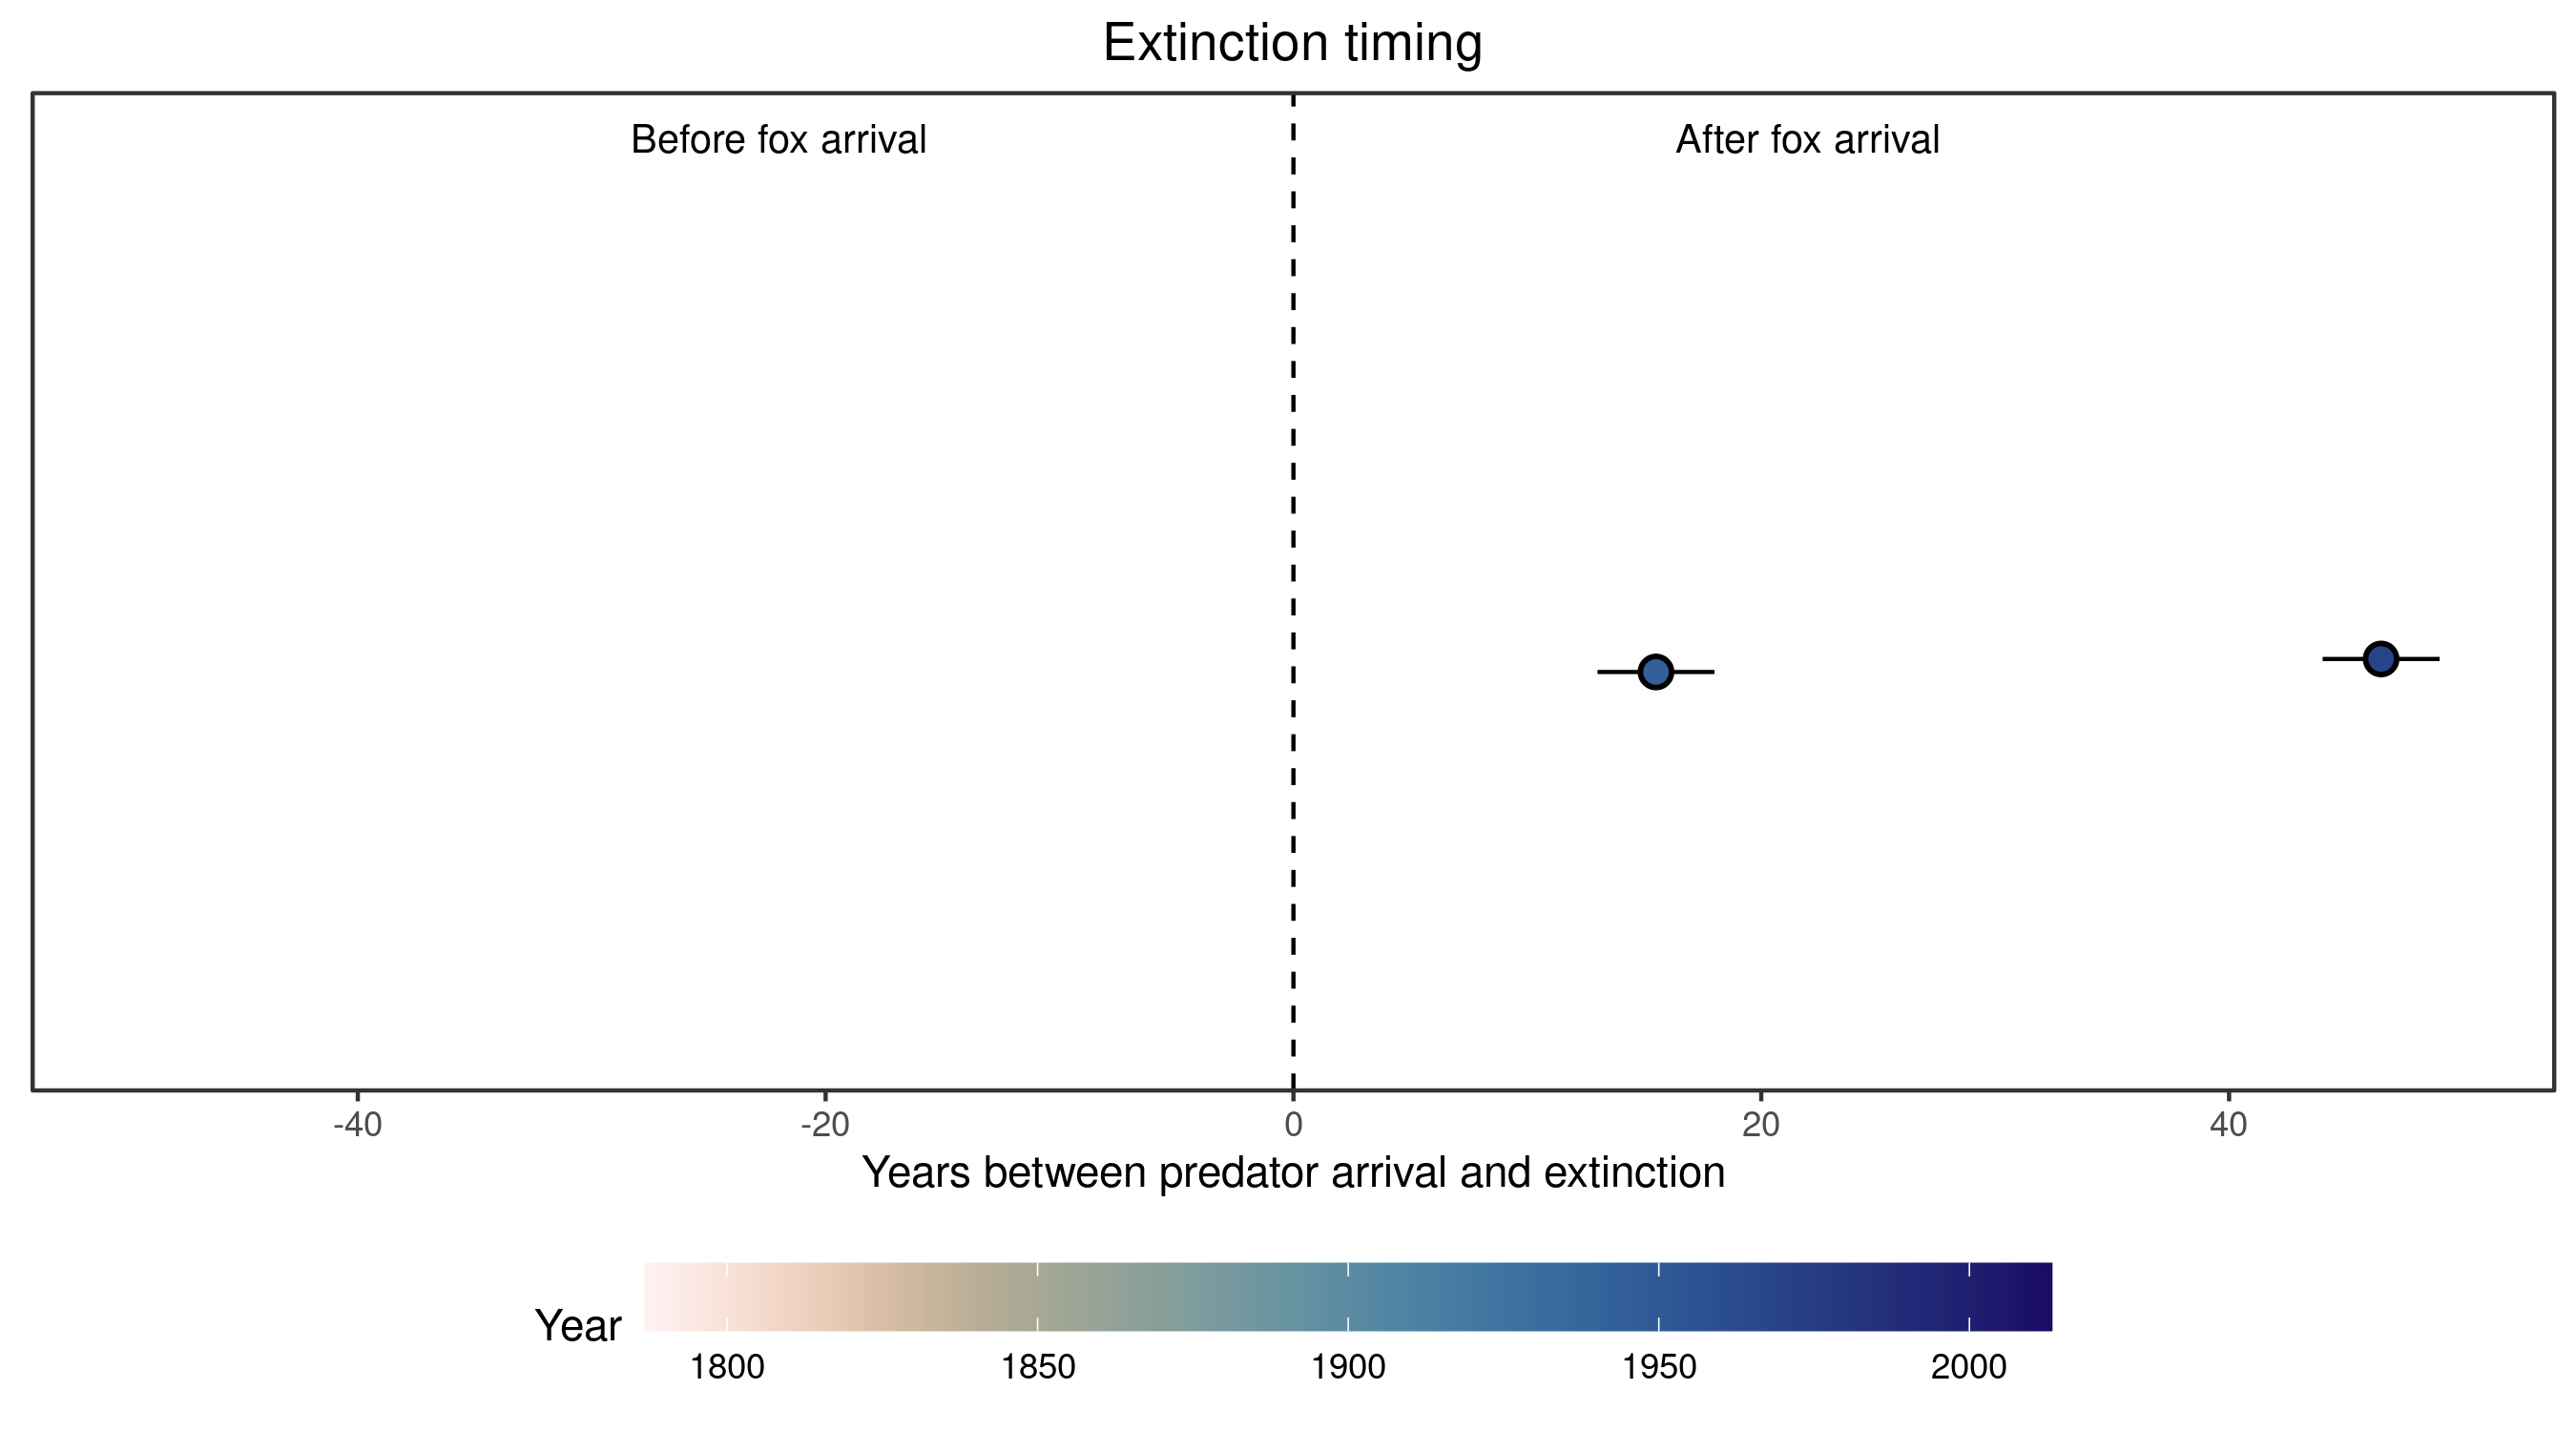 Extinction timing
Before fox arrival
After fox arrival
-40
-20
0
20
40
Years between predator arrival and extinction
Year
1800
1850
1900
1950
2000